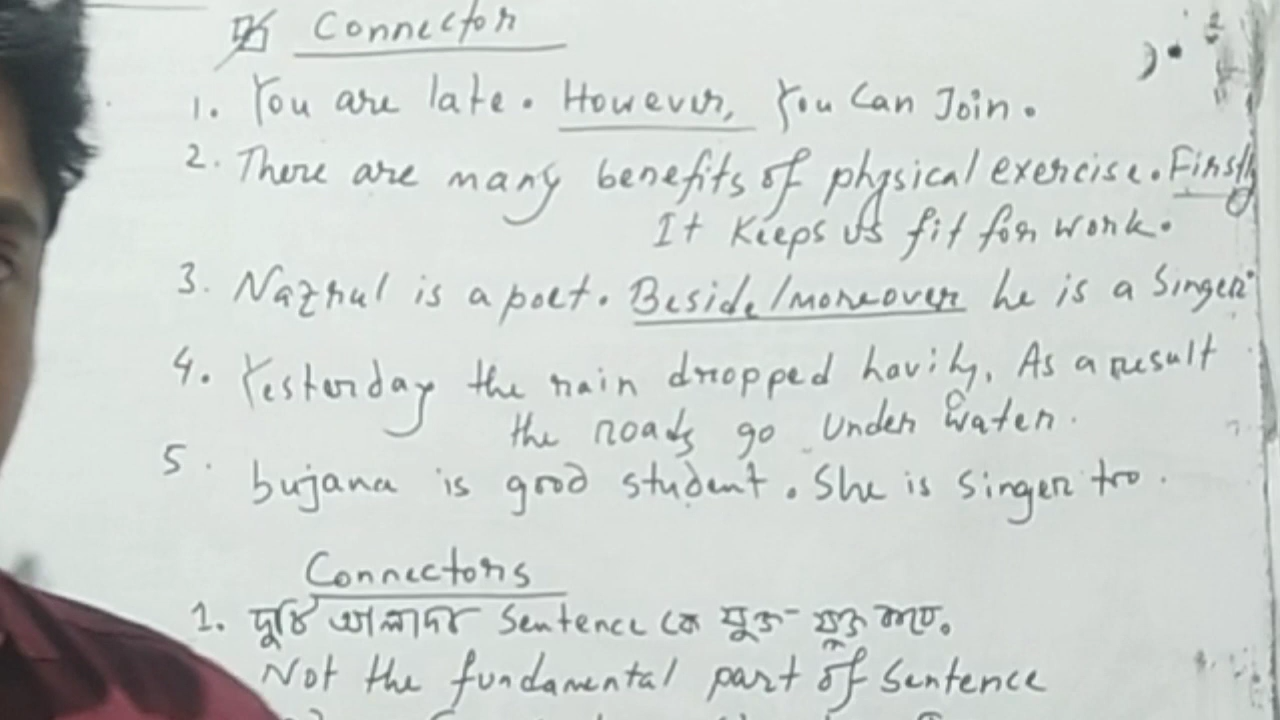 Connector
1. You are late. However, You Can Join.
2. There are many benefits of physical exercise. Firstly
It Keeps us fit for work.
3. Nazrul is a poet. Beside/moreover he is a Singer
4. Yesterday the rain dropped havily. As a result
the roads go under water.
5. bujana is good student. She is singer too.
Connectors
1. দুটি আলাদা Sentence কে যুক্ত
Not the fundamental part of Sentence